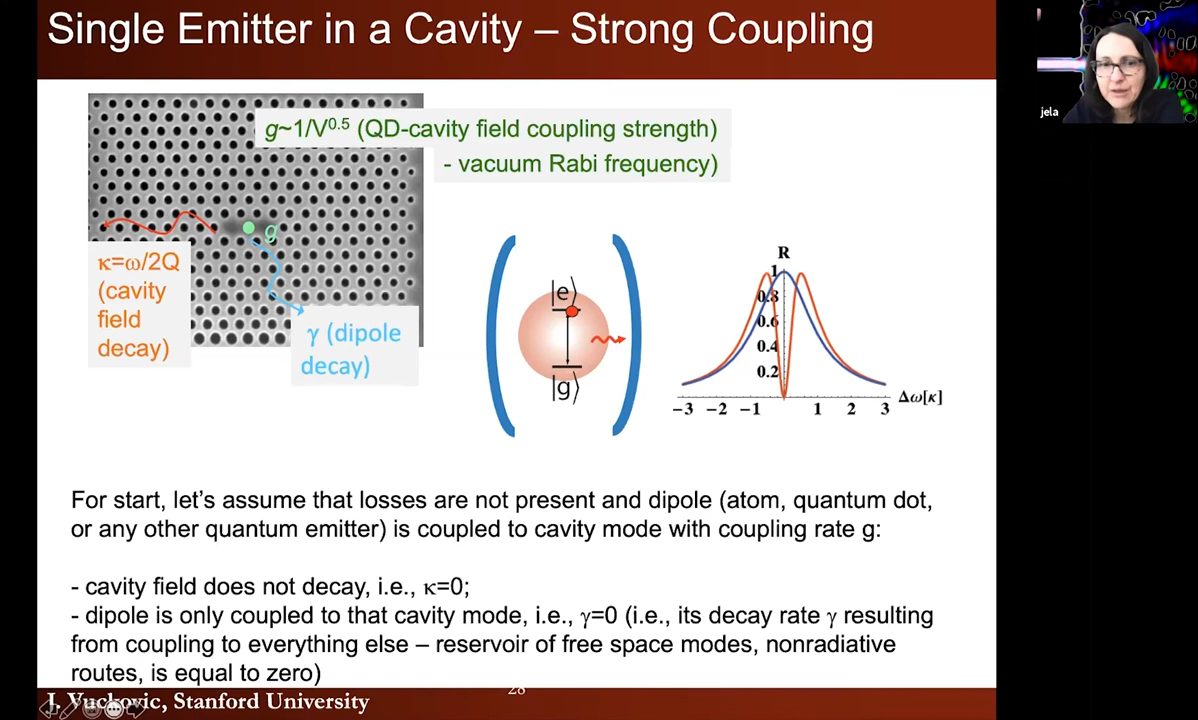 Single Emitter in a Cavity – Strong Coupling
jela
g~1/V^0.5 (QD-cavity field coupling strength)
- vacuum Rabi frequency)
g
κ=ω/2Q
(cavity
field
decay)
γ (dipole
decay)
|e⟩
|g⟩
R
1
0.8
0.6
0.4
0.2
−3 −2 −1 1 2 3 Δω[κ]
For start, let’s assume that losses are not present and dipole (atom, quantum dot,
or any other quantum emitter) is coupled to cavity mode with coupling rate g:
- cavity field does not decay, i.e., κ=0;
- dipole is only coupled to that cavity mode, i.e., γ=0 (i.e., its decay rate γ resulting
from coupling to everything else – reservoir of free space modes, nonradiative
routes, is equal to zero)
28
J. Vuckovic, Stanford University